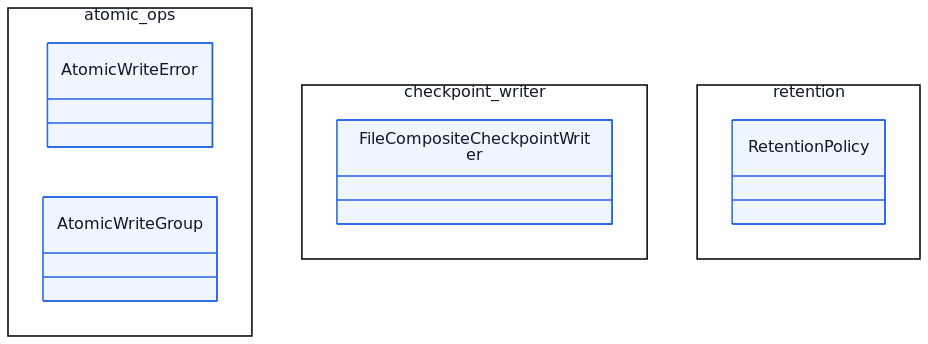 atomic_ops
AtomicWriteError
AtomicWriteGroup
checkpoint_writer
FileCompositeCheckpointWrit
er
retention
RetentionPolicy